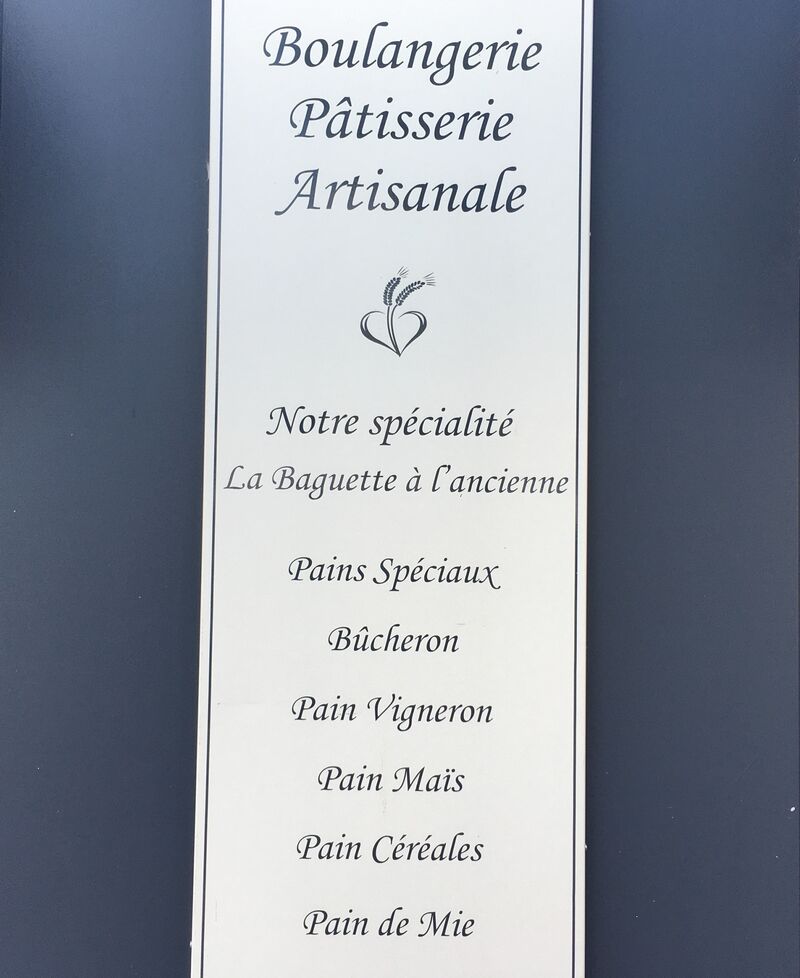 Boulangerie
Pâtisserie
Artisanale
Notre spécialité
La Baguette à l'ancienne
Pains Spéciaux
Bûcheron
Pain Vigneron
Pain Maïs
Pain Céréales
Pain de Mie